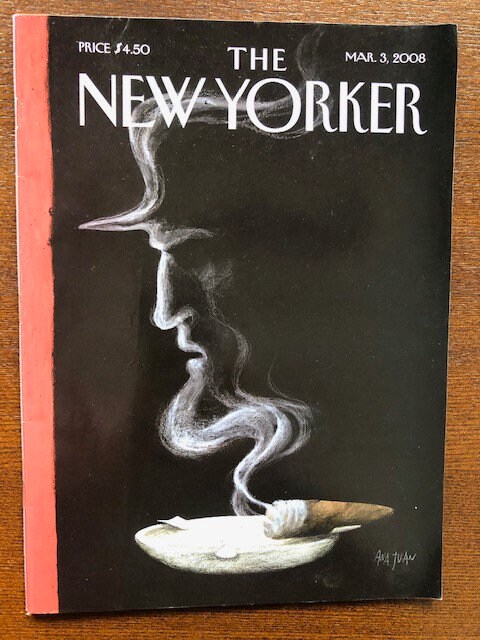 PRICE $4.50
THE
MAR. 3, 2008
NEW YORKER
ANA JUAN